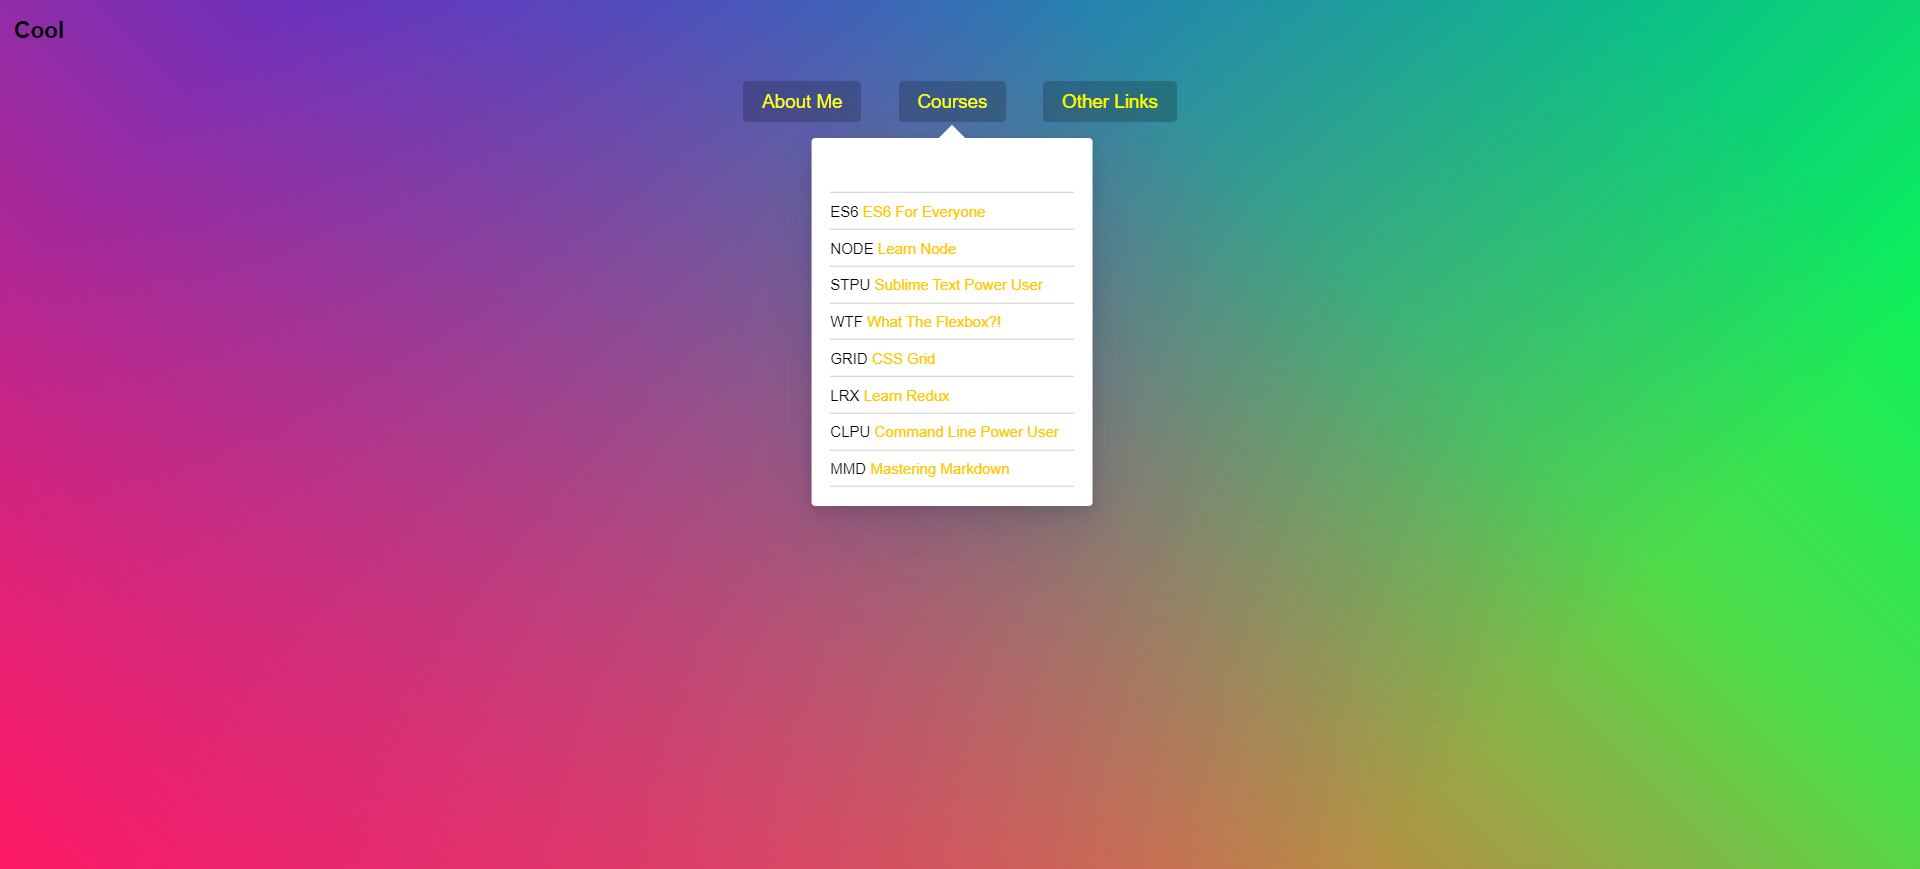 Cool
About Me
Courses
Other Links
ES6 ES6 For Everyone
NODE Learn Node
STPU Sublime Text Power User
WTF What The Flexbox?!
GRID CSS Grid
LRX Learn Redux
CLPU Command Line Power User
MMD Mastering Markdown